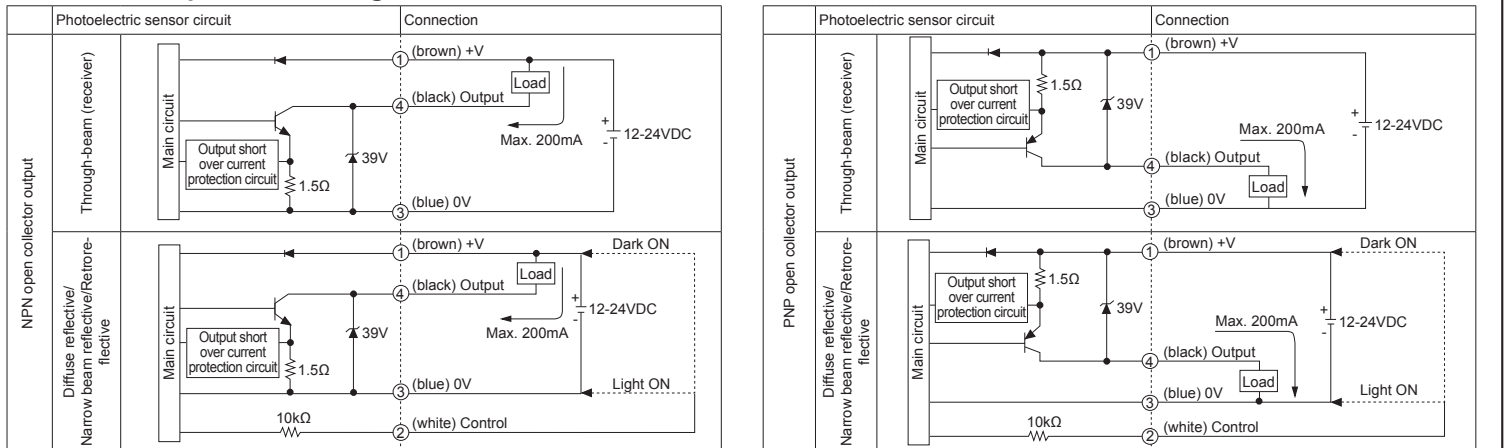 Photoelectric sensor circuit
Connection
NPN open collector output
Through-beam (receiver)
Main circuit
Output short
over current
protection circuit
1.5Ω
39V
1
(brown) +V
Load
4
(black) Output
Max. 200mA
+
-
12-24VDC
3
(blue) 0V
Diffuse reflective/
Narrow beam reflective/Retrore-
flective
Main circuit
Output short
over current
protection circuit
1.5Ω
39V
10kΩ
1
(brown) +V
Dark ON
Load
4
(black) Output
Max. 200mA
+
-
12-24VDC
3
(blue) 0V
Light ON
2
(white) Control
Photoelectric sensor circuit
Connection
PNP open collector output
Through-beam (receiver)
Main circuit
Output short
over current
protection circuit
1.5Ω
39V
1
(brown) +V
Max. 200mA
+
-
12-24VDC
4
(black) Output
Load
3
(blue) 0V
Diffuse reflective/
Narrow beam reflective/Retrore-
flective
Main circuit
Output short
over current
protection circuit
1.5Ω
39V
10kΩ
1
(brown) +V
Dark ON
Max. 200mA
+
-
12-24VDC
4
(black) Output
Load
3
(blue) 0V
Light ON
2
(white) Control